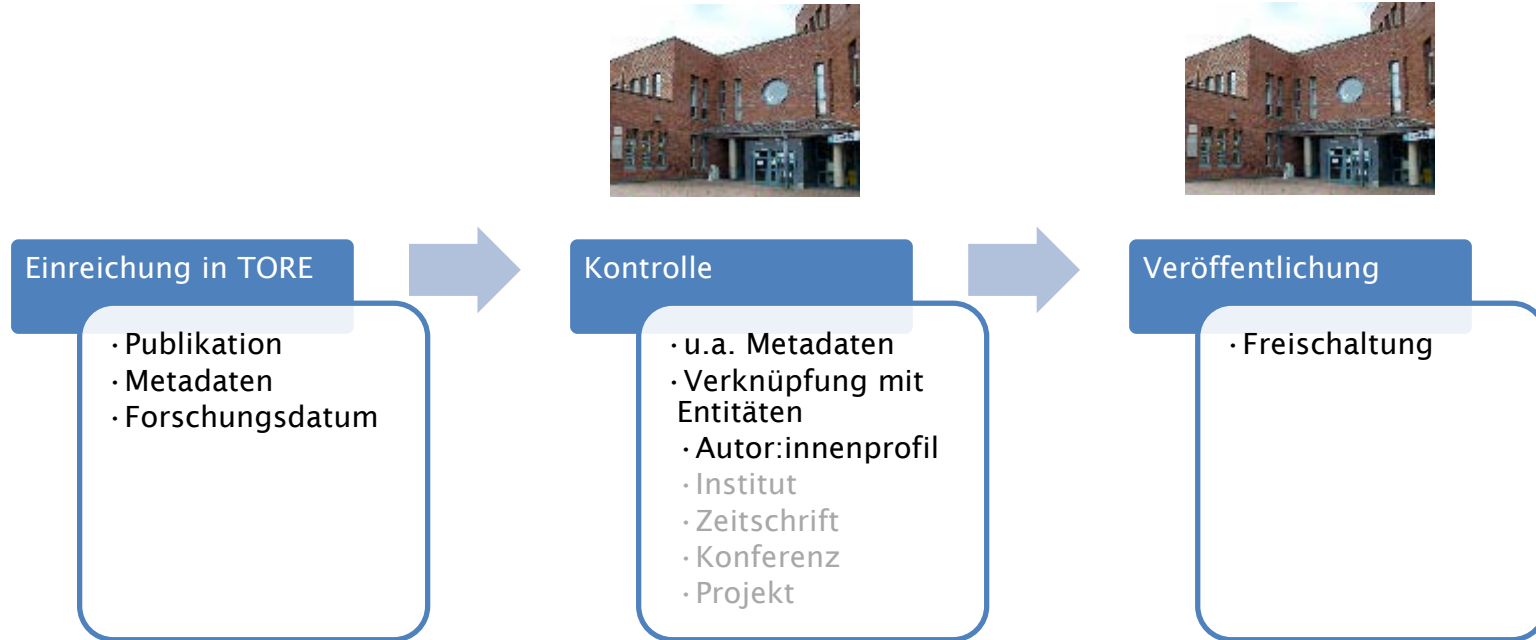 Einreichung in TORE
· Publikation
· Metadaten
· Forschungsdatum
Kontrolle
· u.a. Metadaten
· Verknüpfung mit
Entitäten
· Autor:innenprofil
· Institut
· Zeitschrift
· Konferenz
· Projekt
Veröffentlichung
· Freischaltung